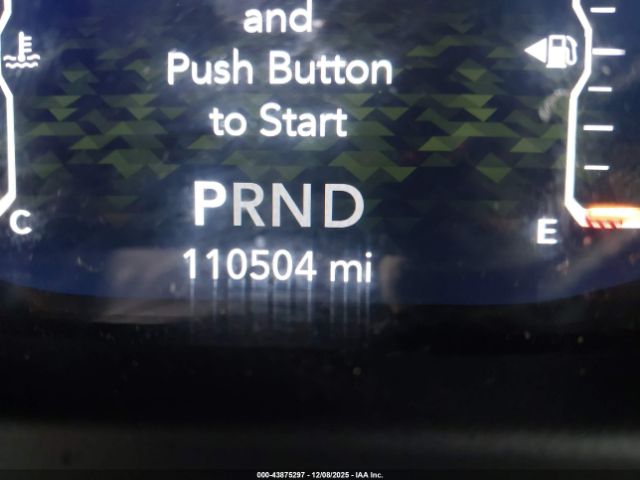 and
Push Button
to Start
PRND
C
E
110504 mi
000-43875297 - 12/08/2025 - IAA Inc.